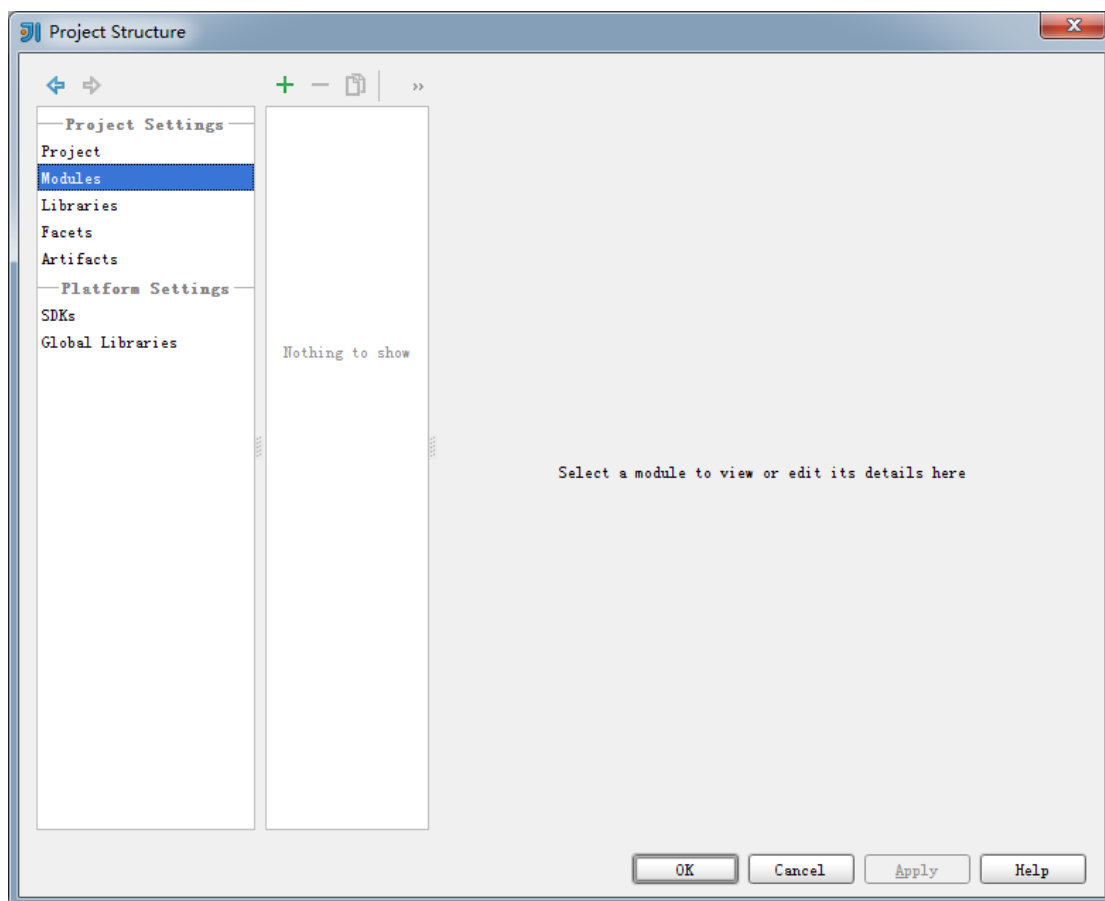 Project Structure
Project Settings
Project
Modules
Libraries
Facets
Artifacts
Platform Settings
SDKs
Global Libraries
Nothing to show
Select a module to view or edit its details here
OK
Cancel
Apply
Help